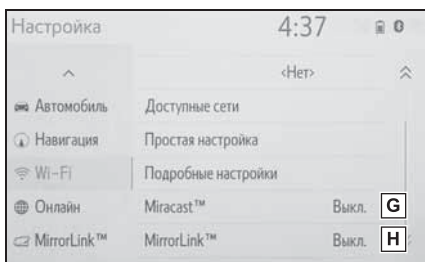 Настройка 4:37
<Нет>
Автомобиль Доступные сети
Навигация Простая настройка
Wi-Fi Подробные настройки
Онлайн Miracast™ Выкл. G
MirrorLink™ MirrorLink™ Выкл. H